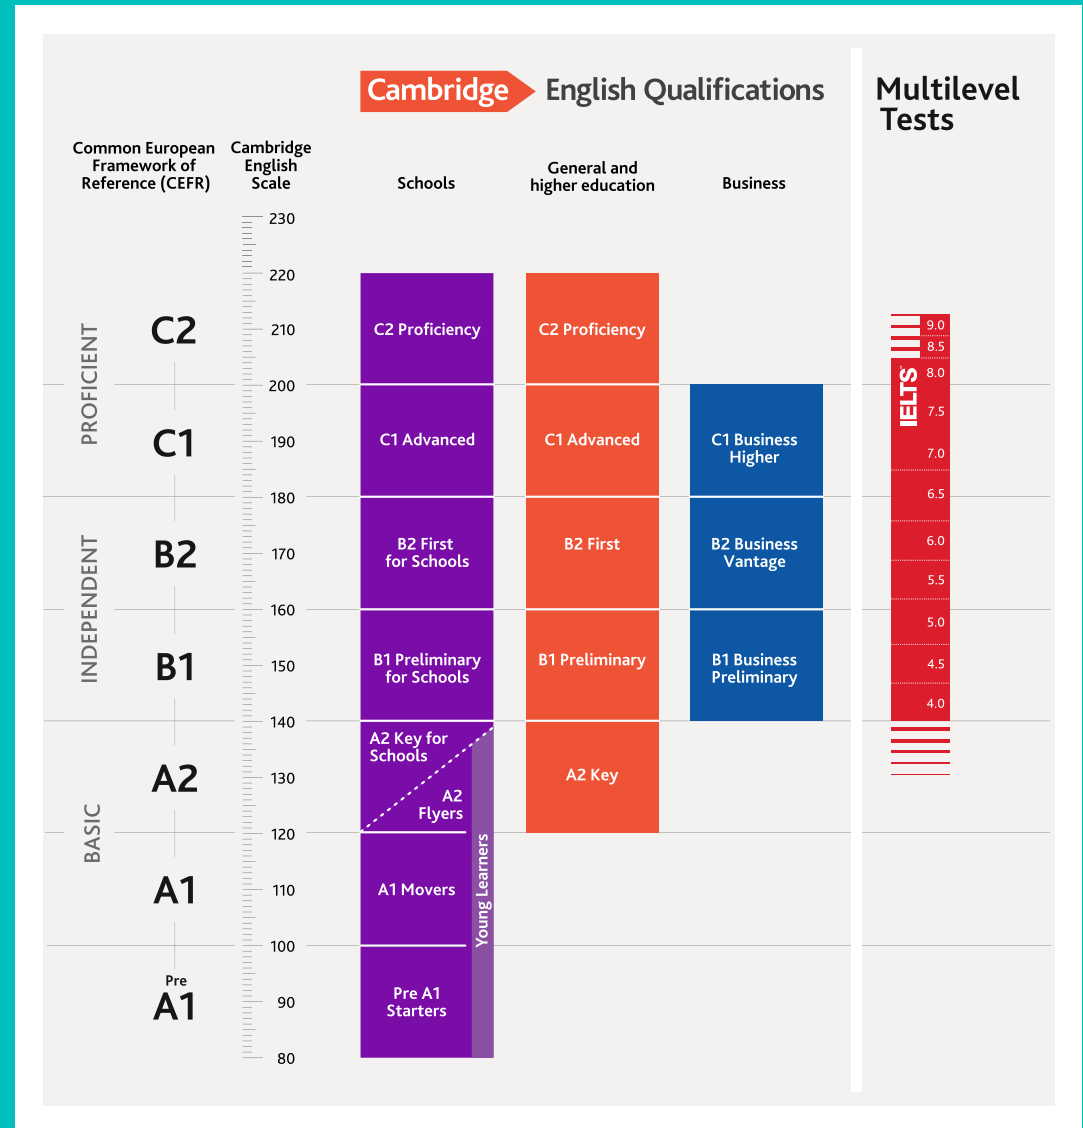 Cambridge English Qualifications
Multilevel
Tests
Common European
Framework of
Reference (CEFR)
Cambridge
English
Scale
Schools
General and
higher education
Business
230
220
210
200
190
180
170
160
150
140
130
120
110
100
90
80
PROFICIENT
INDEPENDENT
BASIC
C2
C1
B2
B1
A2
A1
Pre
A1
C2 Proficiency
C1 Advanced
B2 First
for Schools
B1 Preliminary
for Schools
A2 Key for
Schools
A2
Flyers
A1 Movers
Pre A1
Starters
Young Learners
C2 Proficiency
C1 Advanced
B2 First
B1 Preliminary
A2 Key
C1 Business
Higher
B2 Business
Vantage
B1 Business
Preliminary
IELTS
9.0
8.5
8.0
7.5
7.0
6.5
6.0
5.5
5.0
4.5
4.0